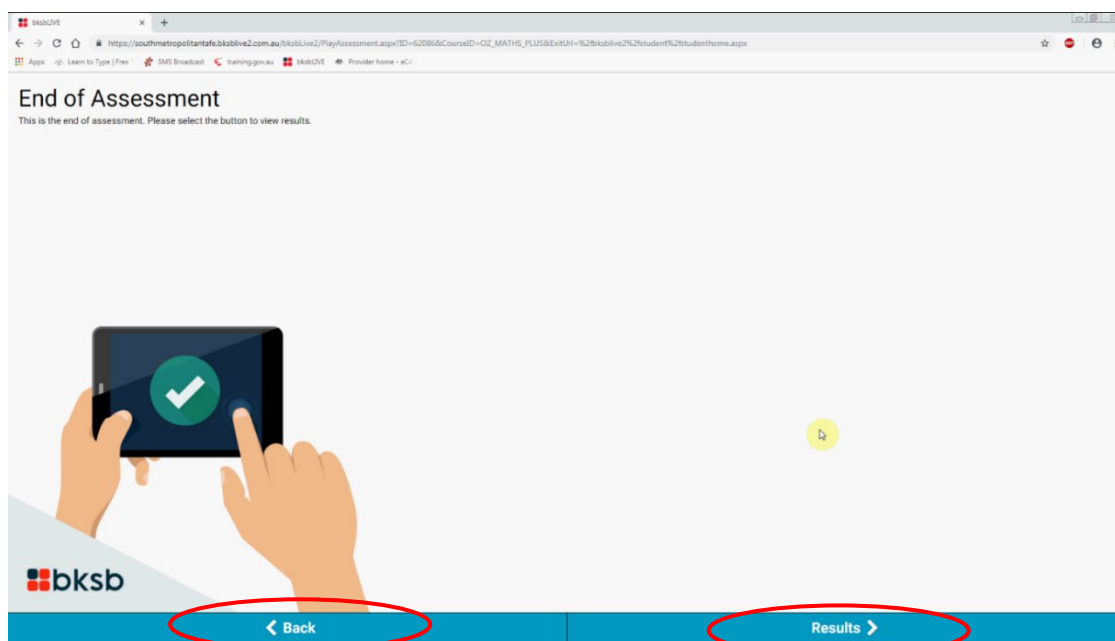 bksbLIVE
https://southmetropolitantafe.bksblive2.com.au/bksbLive2/PlayAssessment.aspx?ID=62086&CourseID=OZ_MATHS_PLUS&ExitUrl=%2fbksblive2%2fstudent%2fstudenthome.aspx
Apps Learn to Type | Free SMS Broadcast training.gov.au bksbLIVE Provider home -
End of Assessment
This is the end of assessment. Please select the button to view results.
bksb
Back Results